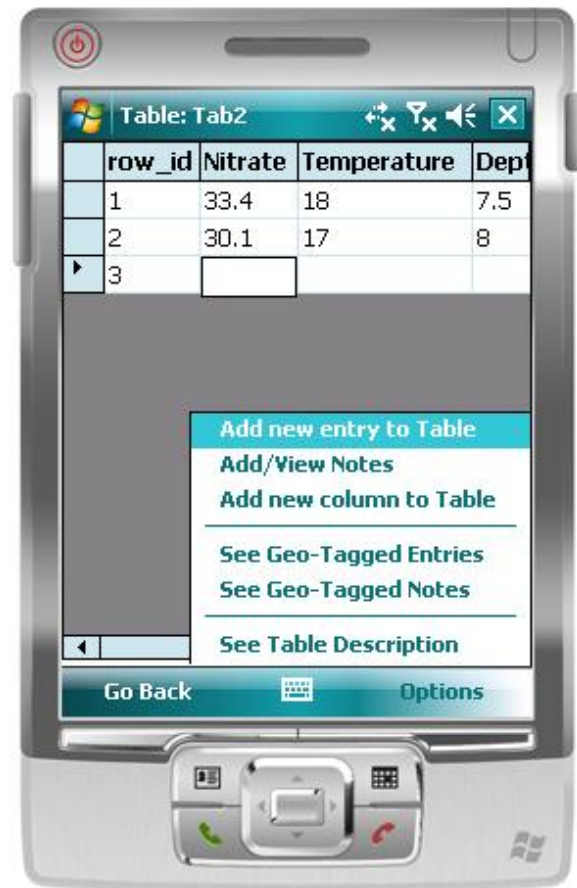 Table: Tab2
row_id Nitrate Temperature Dept
1 33.4 18 7.5
2 30.1 17 8
3
Add new entry to Table
Add/View Notes
Add new column to Table
See Geo-Tagged Entries
See Geo-Tagged Notes
See Table Description
Go Back Options